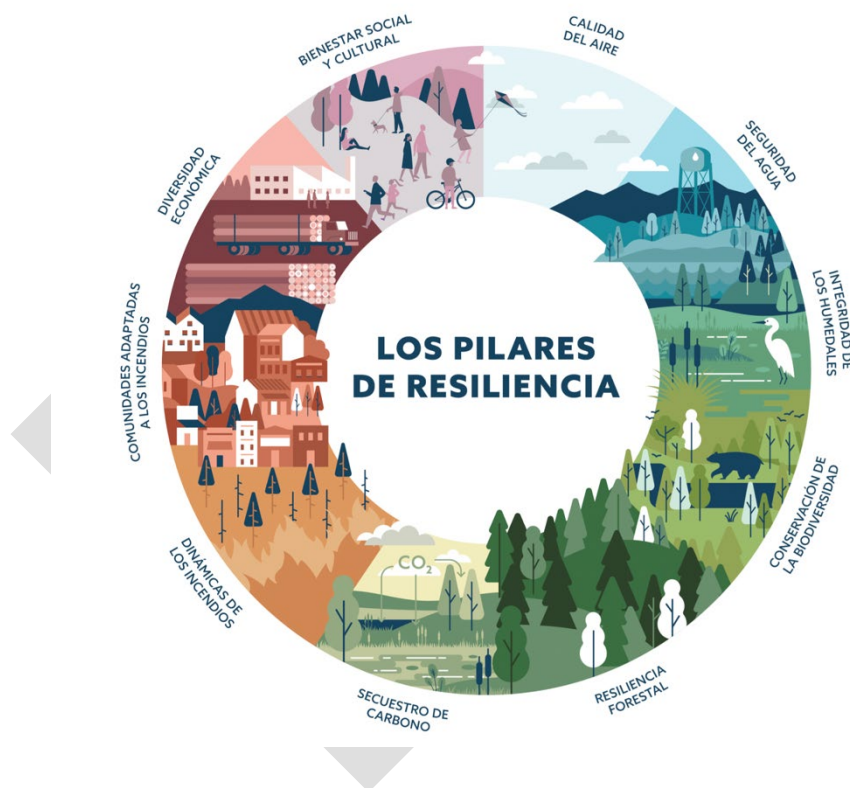 LOS PILARES
DE RESILIENCIA
CALIDAD
DEL AIRE
SEGURIDAD
DEL AGUA
INTEGRIDAD DE
LOS HUMEDALES
CONSERVACIÓN DE
LA BIODIVERSIDAD
RESILIENCIA
FORESTAL
SECUESTRO DE
CARBONO
CO₂
DINÁMICAS DE
LOS INCENDIOS
COMUNIDADES ADAPTADAS
A LOS INCENDIOS
DIVERSIDAD
ECONÓMICA
BIENESTAR SOCIAL
Y CULTURAL